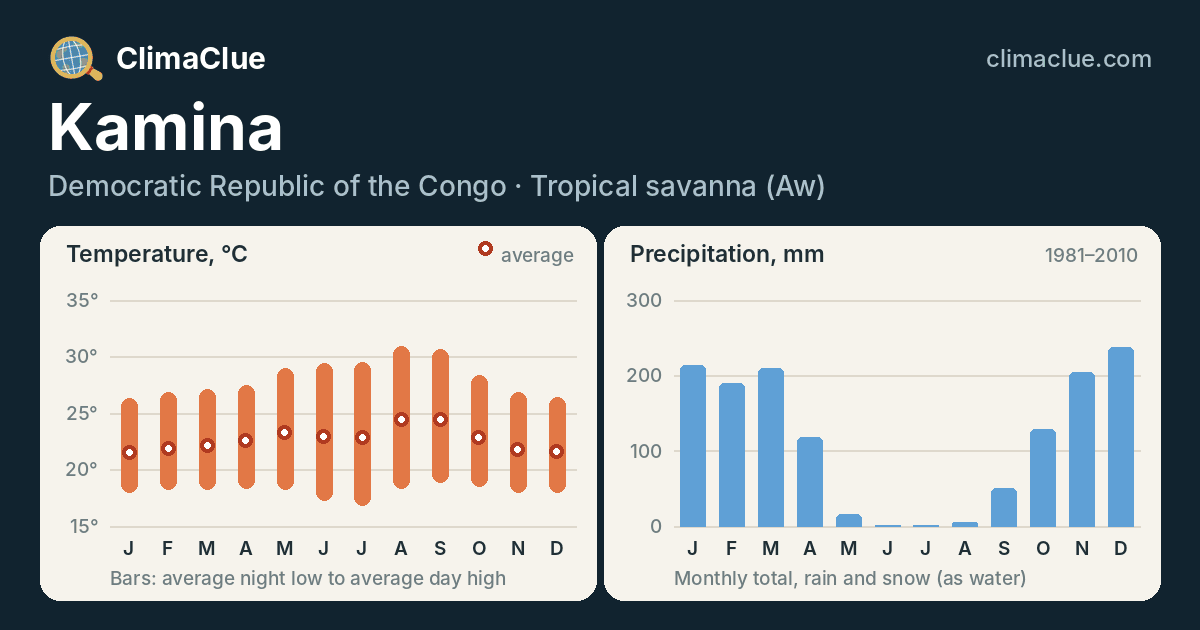 ClimaClue
climaclue.com
Kamina
Democratic Republic of the Congo · Tropical savanna (Aw)
Temperature, °C
average
35°
30°
25°
20°
15°
J F M A M J J A S O N D
Bars: average night low to average day high
Precipitation, mm
1981–2010
300
200
100
0
J F M A M J J A S O N D
Monthly total, rain and snow (as water)